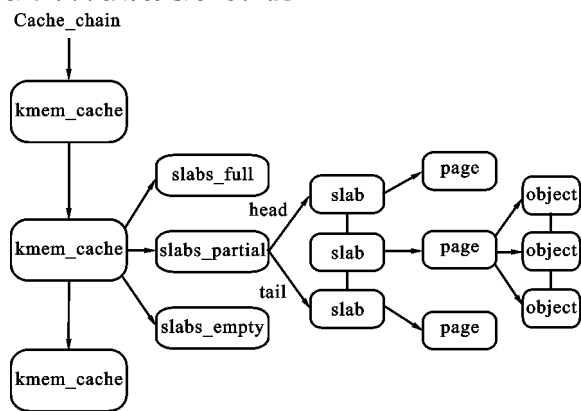 Cache_chain
kmem_cache
slabs_full
page
head
slab
object
kmem_cache
slabs_partial
slab
page
object
tail
slab
object
slabs_empty
page
kmem_cache